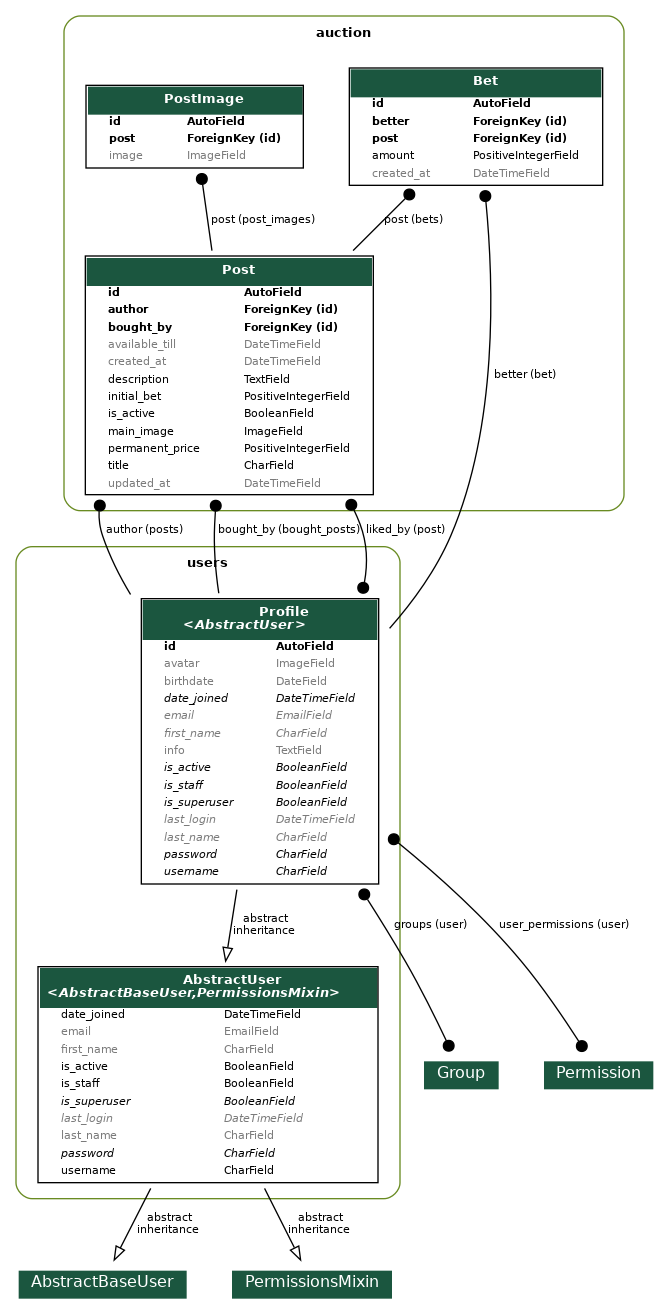 auction
PostImage
id AutoField
post ForeignKey (id)
image ImageField
Bet
id AutoField
better ForeignKey (id)
post ForeignKey (id)
amount PositiveIntegerField
created_at DateTimeField
post (post_images)
post (bets)
Post
id AutoField
author ForeignKey (id)
bought_by ForeignKey (id)
available_till DateTimeField
created_at DateTimeField
description TextField
initial_bet PositiveIntegerField
is_active BooleanField
main_image ImageField
permanent_price PositiveIntegerField
title CharField
updated_at DateTimeField
better (bet)
author (posts)
bought_by (bought_posts)
liked_by (post)
users
Profile
<AbstractUser>
id AutoField
avatar ImageField
birthdate DateField
date_joined DateTimeField
email EmailField
first_name CharField
info TextField
is_active BooleanField
is_staff BooleanField
is_superuser BooleanField
last_login DateTimeField
last_name CharField
password CharField
username CharField
abstract
inheritance
groups (user)
user_permissions (user)
AbstractUser
<AbstractBaseUser,PermissionsMixin>
date_joined DateTimeField
email EmailField
first_name CharField
is_active BooleanField
is_staff BooleanField
is_superuser BooleanField
last_login DateTimeField
last_name CharField
password CharField
username CharField
Group
Permission
abstract
inheritance
abstract
inheritance
AbstractBaseUser
PermissionsMixin